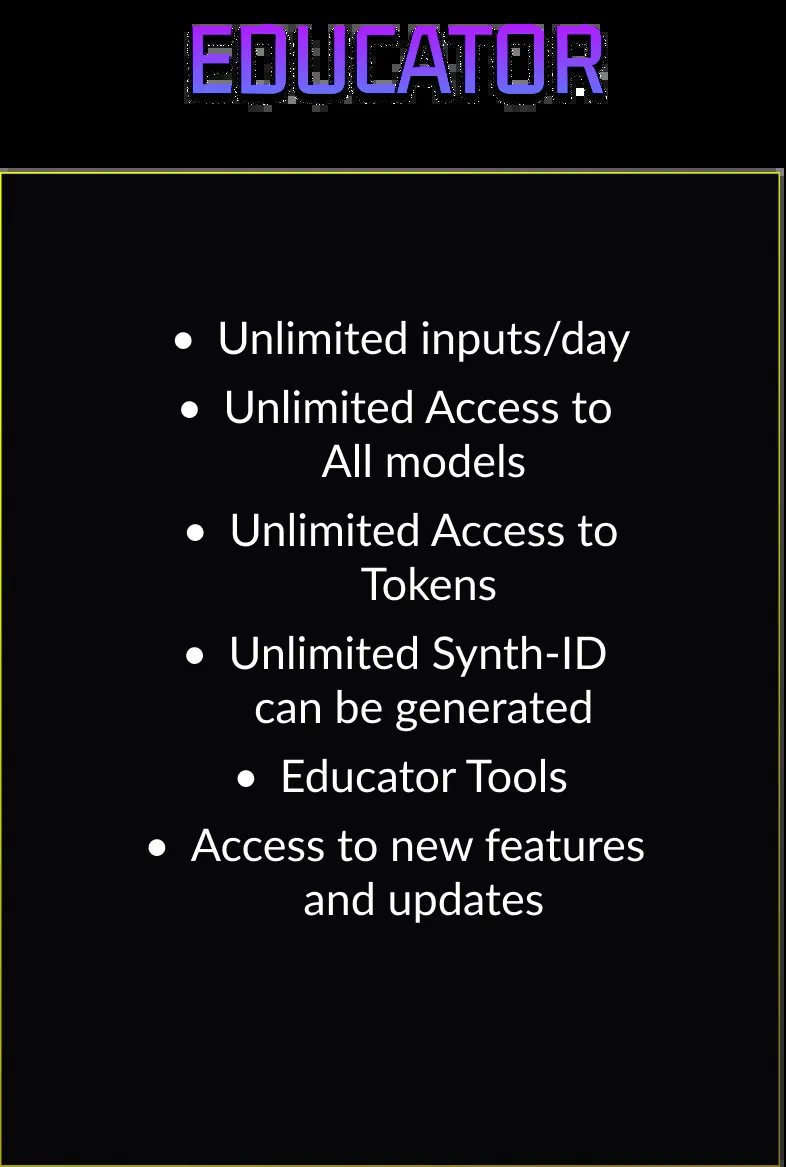 EDUCATOR
• Unlimited inputs/day
• Unlimited Access to
All models
• Unlimited Access to
Tokens
• Unlimited Synth-ID
can be generated
• Educator Tools
• Access to new features
and updates